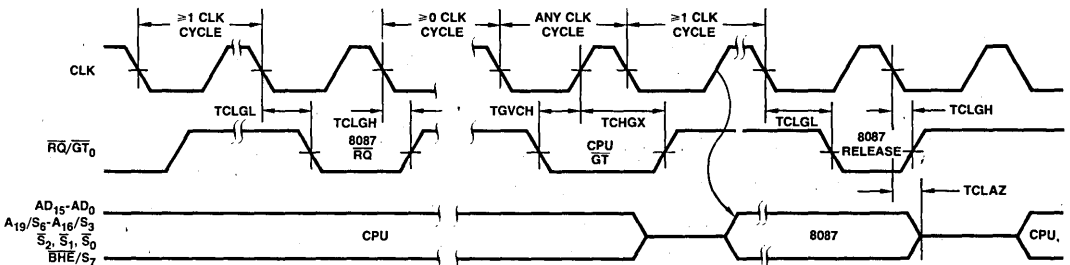 ≥1 CLK CYCLE
≥0 CLK CYCLE
ANY CLK CYCLE
≥1 CLK CYCLE
CLK
TCLGL
TCLGH
TGVCH
TCHGX
TCLGL
TCLGH
RQ/GT0
8087 RQ
CPU GT
8087 RELEASE
TCLAZ
AD15-AD0
A19/S6-A16/S3
S2, S1, S0
BHE/S7
CPU
8087
CPU,